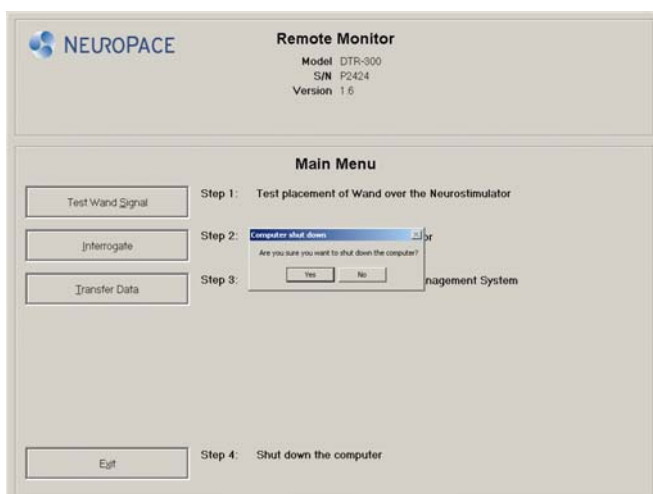 NEUROPACE
Remote Monitor
Model DTR-300
S/N P2424
Version 1.6
Main Menu
Test Wand Signal
Step 1: Test placement of Wand over the Neurostimulator
Interrogate
Step 2: or
Computer shut down
Are you sure you want to shut down the computer?
Yes No
Transfer Data
Step 3: nagement System
Exit
Step 4: Shut down the computer